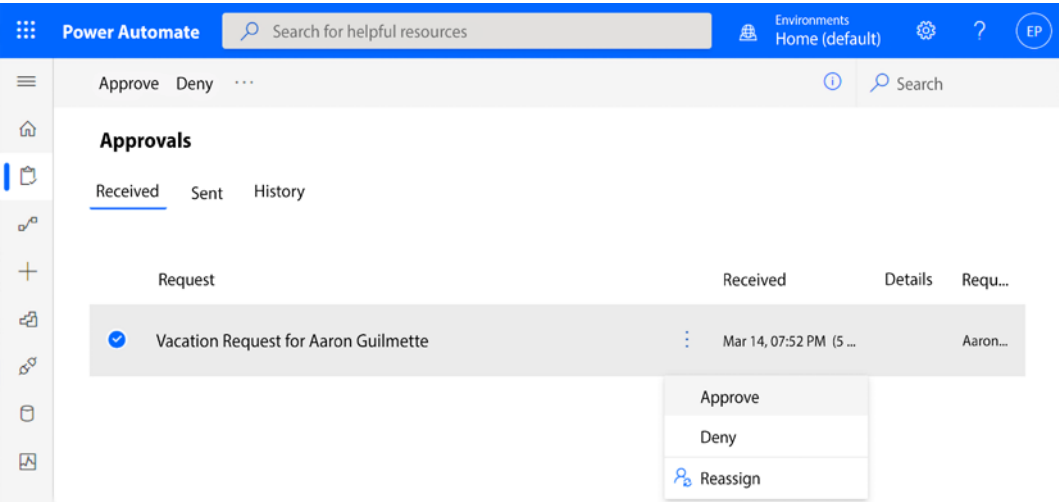 Power Automate Search for helpful resources Environments
Home (default) ? EP
Approve Deny ... Search
Approvals
Received Sent History
Request Received Details Requ...
Vacation Request for Aaron Guilmette Mar 14, 07:52 PM (5 ... Aaron...
Approve
Deny
Reassign